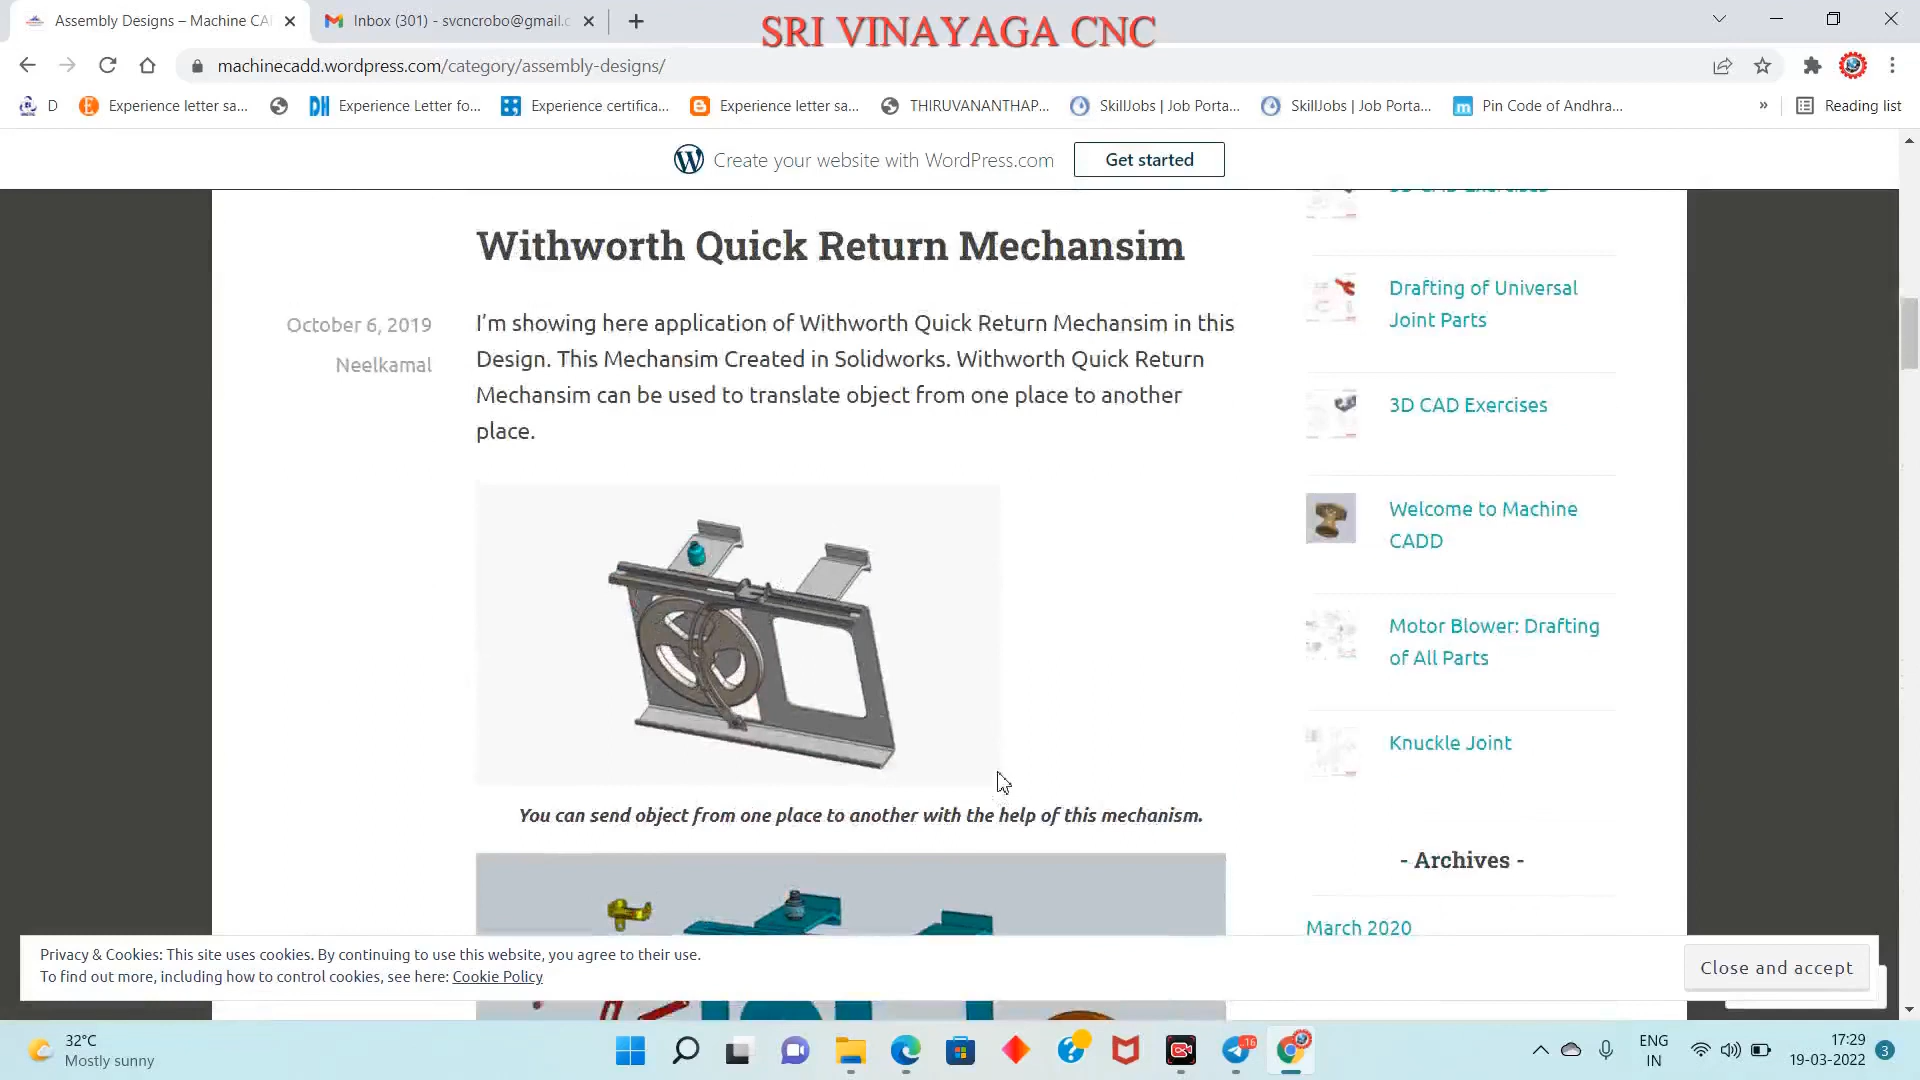 Assembly Designs – Machine CA
Inbox (301) - svcncrobo@gmail.c
SRI VINAYAGA CNC
machinecadd.wordpress.com/category/assembly-designs/
D
Experience letter sa...
Experience Letter fo...
Experience certifica...
Experience letter sa...
THIRUVANANTHAP...
SkillJobs | Job Porta...
SkillJobs | Job Porta...
Pin Code of Andhra...
»
Reading list
Create your website with WordPress.com
Get started
Withworth Quick Return Mechansim
October 6, 2019
Neelkamal
I'm showing here application of Withworth Quick Return Mechansim in this
Design. This Mechansim Created in Solidworks. Withworth Quick Return
Mechansim can be used to translate object from one place to another
place.
You can send object from one place to another with the help of this mechanism.
3D CAD Exercises
Drafting of Universal
Joint Parts
3D CAD Exercises
Welcome to Machine
CADD
Motor Blower: Drafting
of All Parts
Knuckle Joint
- Archives -
March 2020
Privacy & Cookies: This site uses cookies. By continuing to use this website, you agree to their use.
To find out more, including how to control cookies, see here: Cookie Policy
Close and accept
32°C
Mostly sunny
16
ENG
IN
17:29
19-03-2022
3